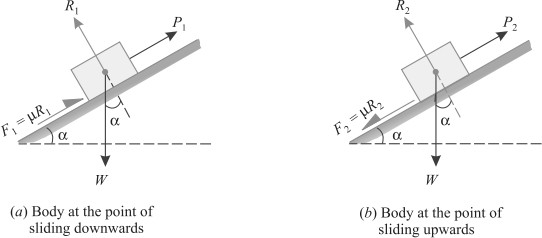 R1
P1
F1 = μR1
α
α
W
(a) Body at the point of
sliding downwards
R2
P2
F2 = μR2
α
α
W
(b) Body at the point of
sliding upwards